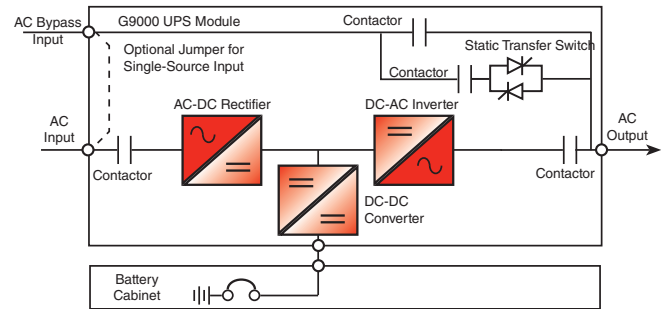 AC Bypass
Input
G9000 UPS Module
Contactor
Static Transfer Switch
Optional Jumper for
Single-Source Input
Contactor
AC-DC Rectifier
DC-AC Inverter
AC
Input
AC
Output
Contactor
Contactor
DC-DC
Converter
Battery
Cabinet